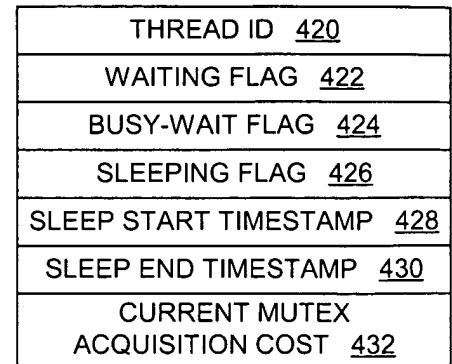 THREAD ID 420
WAITING FLAG 422
BUSY-WAIT FLAG 424
SLEEPING FLAG 426
SLEEP START TIMESTAMP 428
SLEEP END TIMESTAMP 430
CURRENT MUTEX
ACQUISITION COST 432